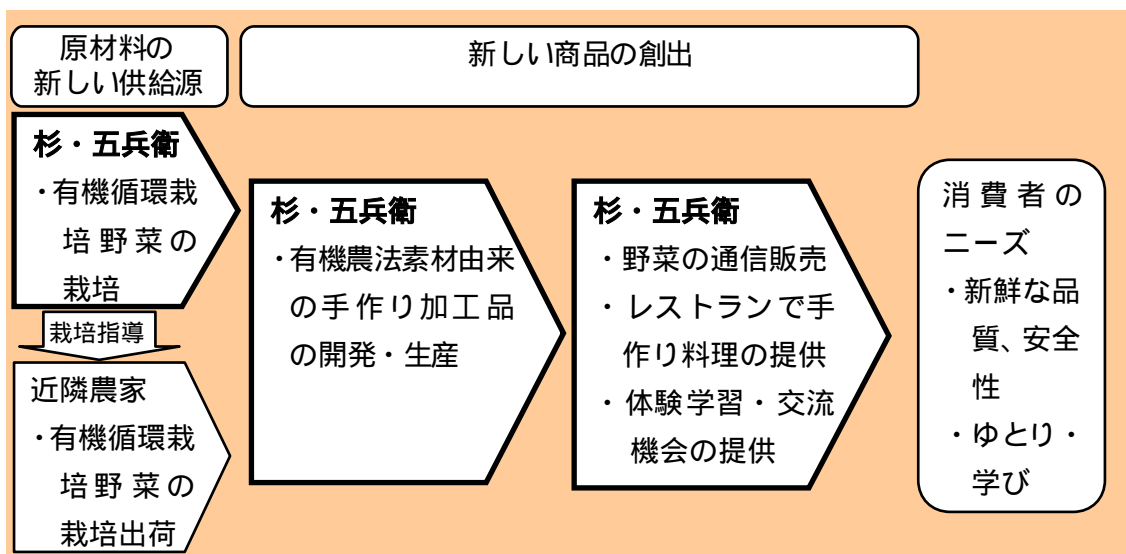 原材料の
新しい供給源
新しい商品の創出
杉・五兵衛
・有機循環栽
培野菜の
栽培
栽培指導
近隣農家
・有機循環栽
培野菜の
栽培出荷
杉・五兵衛
・有機農法素材由来
の手作り加工品
の開発・生産
杉・五兵衛
・野菜の通信販売
・レストランで手
作り料理の提供
・体験学習・交流
機会の提供
消費者の
ニーズ
・新鮮な品
質、安全
性
・ゆとり・
学び